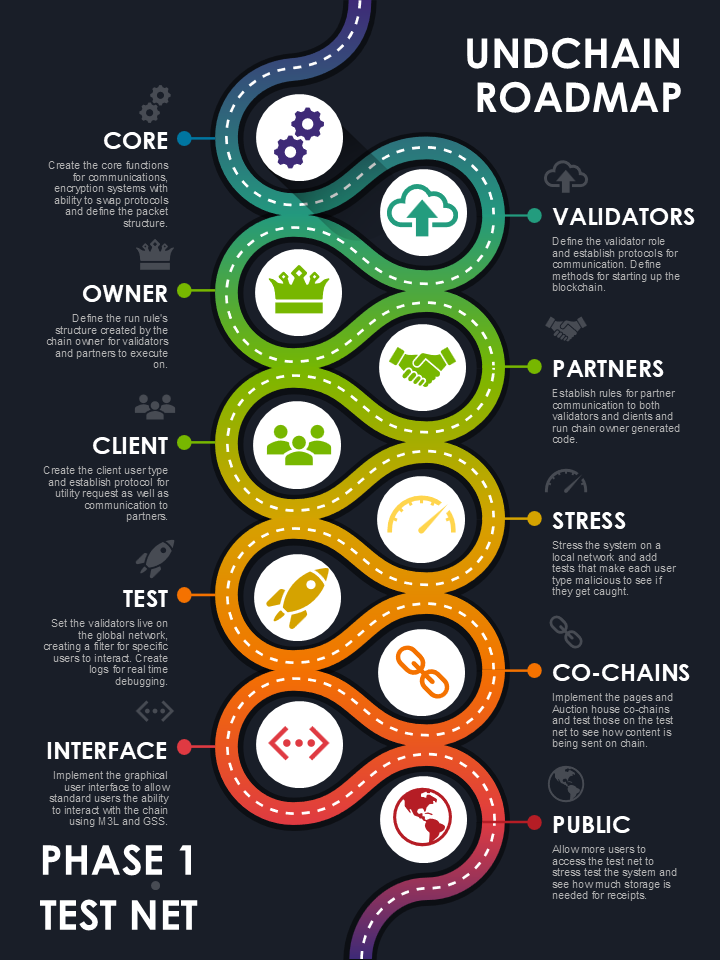 UNDCHAIN
ROADMAP
CORE
Create the core functions
for communications,
encryption systems with
ability to swap protocols
and define the packet
structure.
VALIDATORS
Define the validator role
and establish protocols for
communication. Define
methods for starting up the
blockchain.
OWNER
Define the run rule's
structure created by the
chain owner for validators
and partners to execute
on.
PARTNERS
Establish rules for partner
communication to both
validators and clients and
run chain owner generated
code.
CLIENT
Create the client user type
and establish protocol for
utility request as well as
communication to
partners.
STRESS
Stress the system on a
local network and add
tests that make each user
type malicious to see if
they get caught.
TEST
Set the validators live on
the global network,
creating a filter for specific
users to interact. Create
logs for real time
debugging.
CO-CHAINS
Implement the pages and
Auction house co-chains
and test those on the test
net to see how content is
being sent on chain.
INTERFACE
Implement the graphical
user interface to allow
standard users the ability
to interact with the chain
using M3L and GSS.
PUBLIC
Allow more users to
access the test net to
stress test the system and
see how much storage is
needed for receipts.
PHASE 1
TEST NET